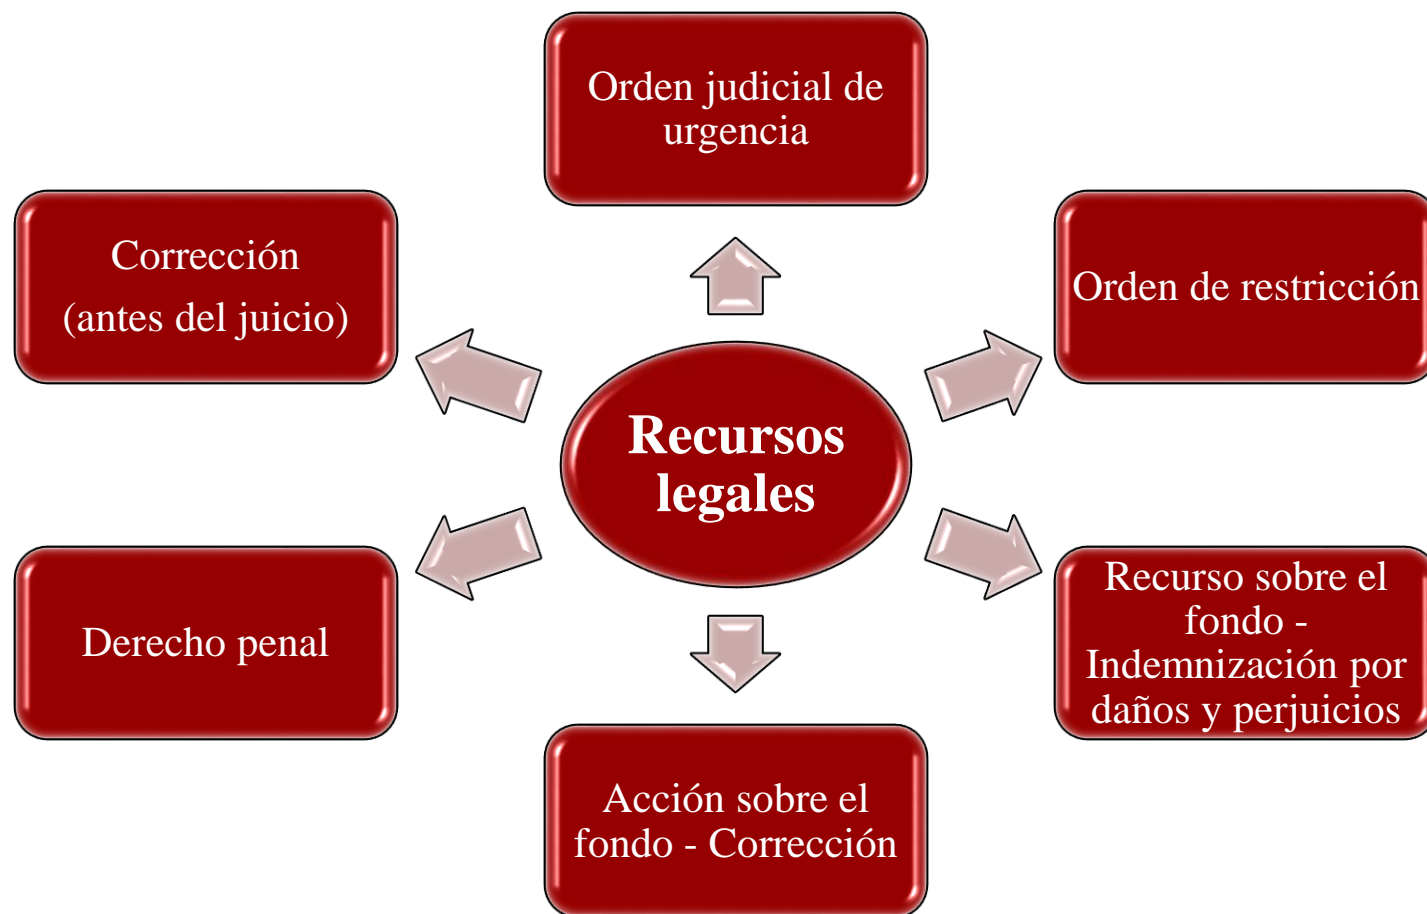 Orden judicial de
urgencia
Corrección
(antes del juicio)
Orden de restricción
Recursos
legales
Derecho penal
Recurso sobre el
fondo -
Indemnización por
daños y perjuicios
Acción sobre el
fondo - Corrección